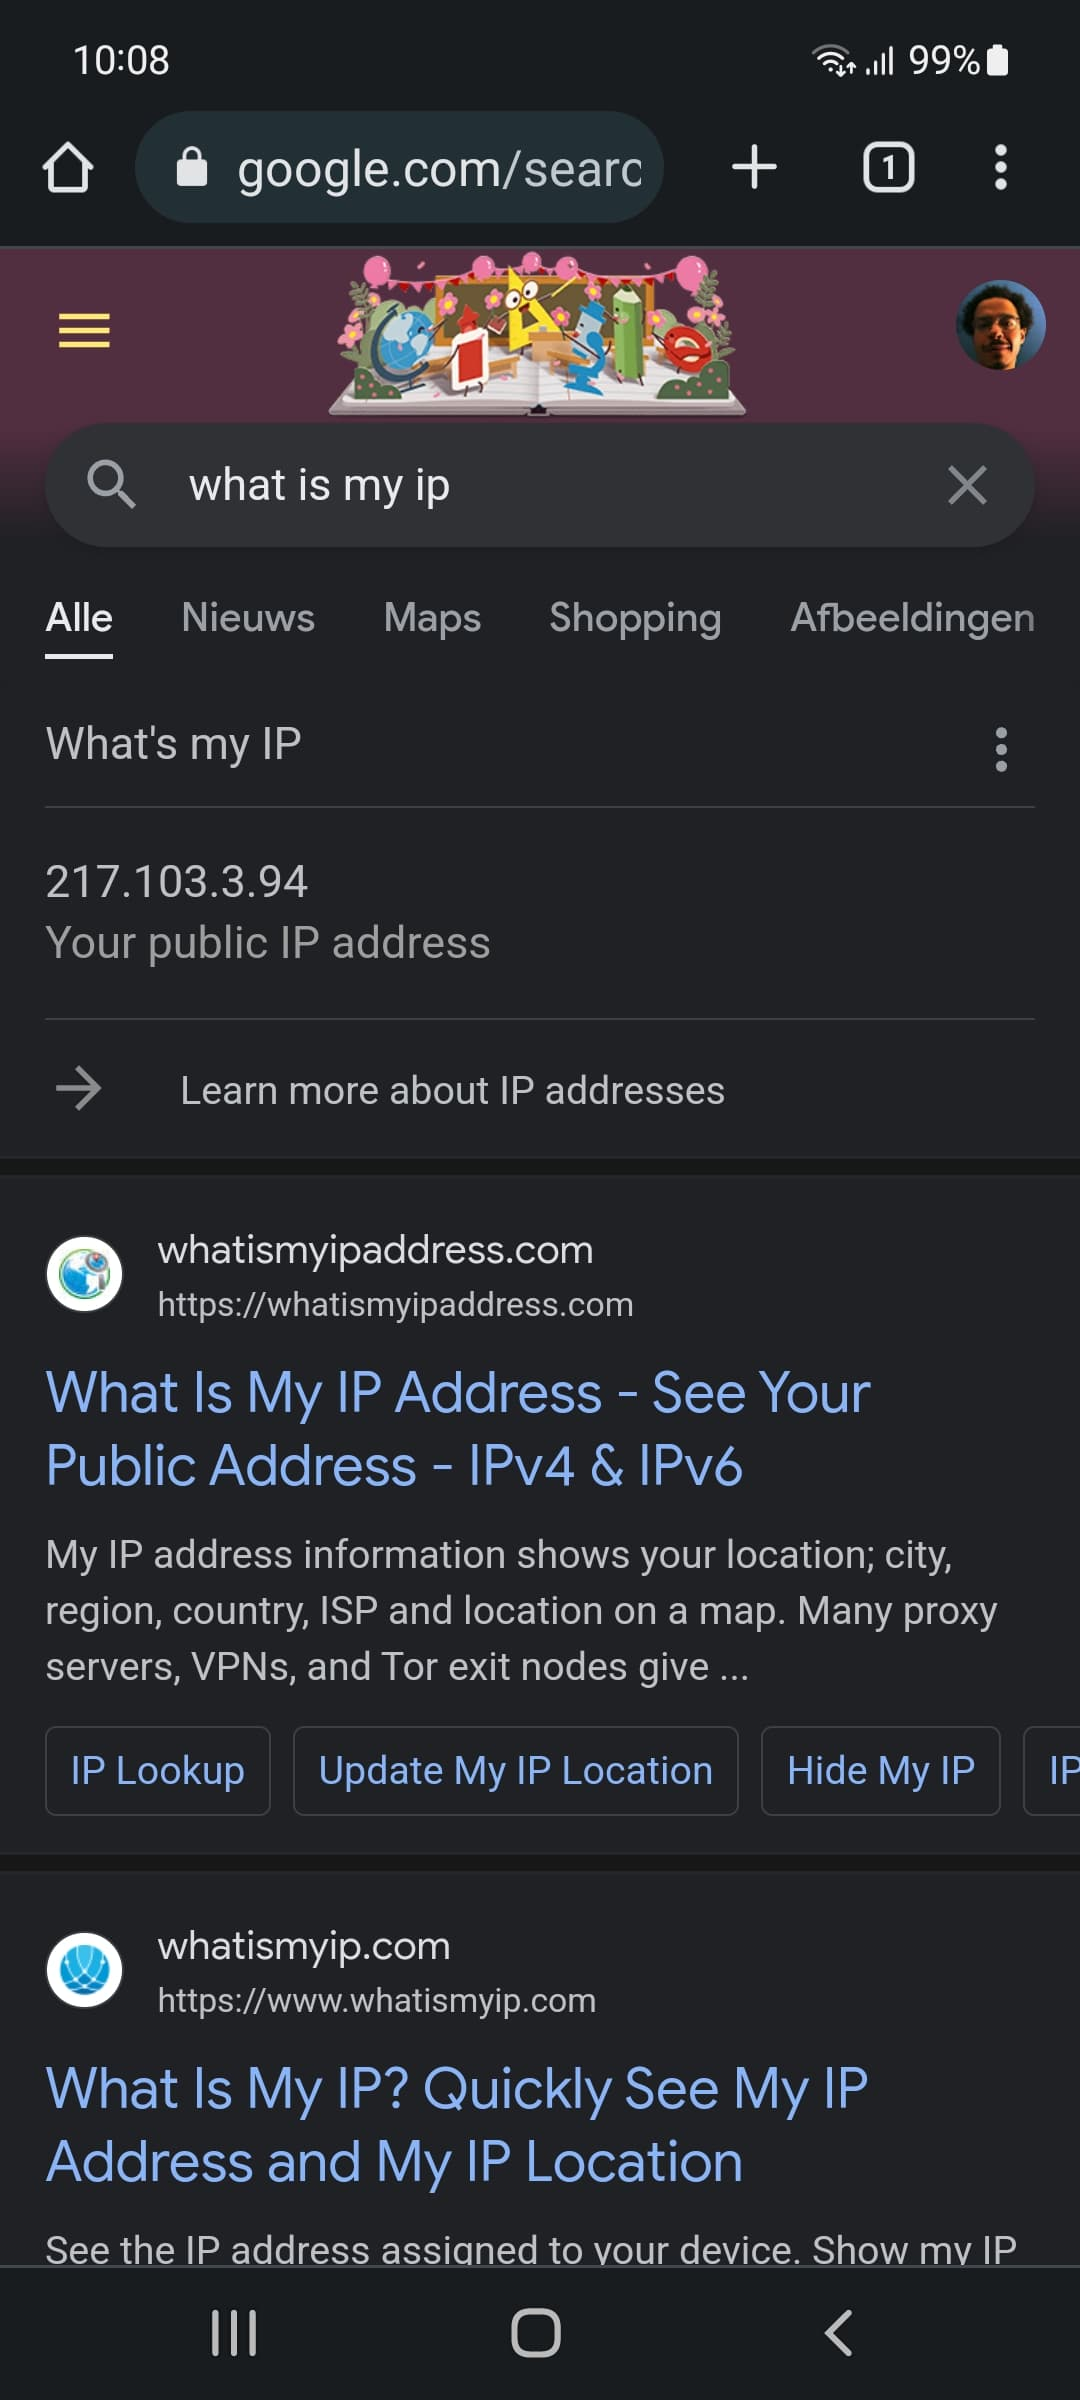 10:08
99%
google.com/searc
1
what is my ip
Alle Nieuws Maps Shopping Afbeeldingen
What's my IP
217.103.3.94
Your public IP address
Learn more about IP addresses
whatismyipaddress.com
https://whatismyipaddress.com
What Is My IP Address - See Your
Public Address - IPv4 & IPv6
My IP address information shows your location; city,
region, country, ISP and location on a map. Many proxy
servers, VPNs, and Tor exit nodes give ...
IP Lookup Update My IP Location Hide My IP IP
whatismyip.com
https://www.whatismyip.com
What Is My IP? Quickly See My IP
Address and My IP Location
See the IP address assigned to your device. Show my IP